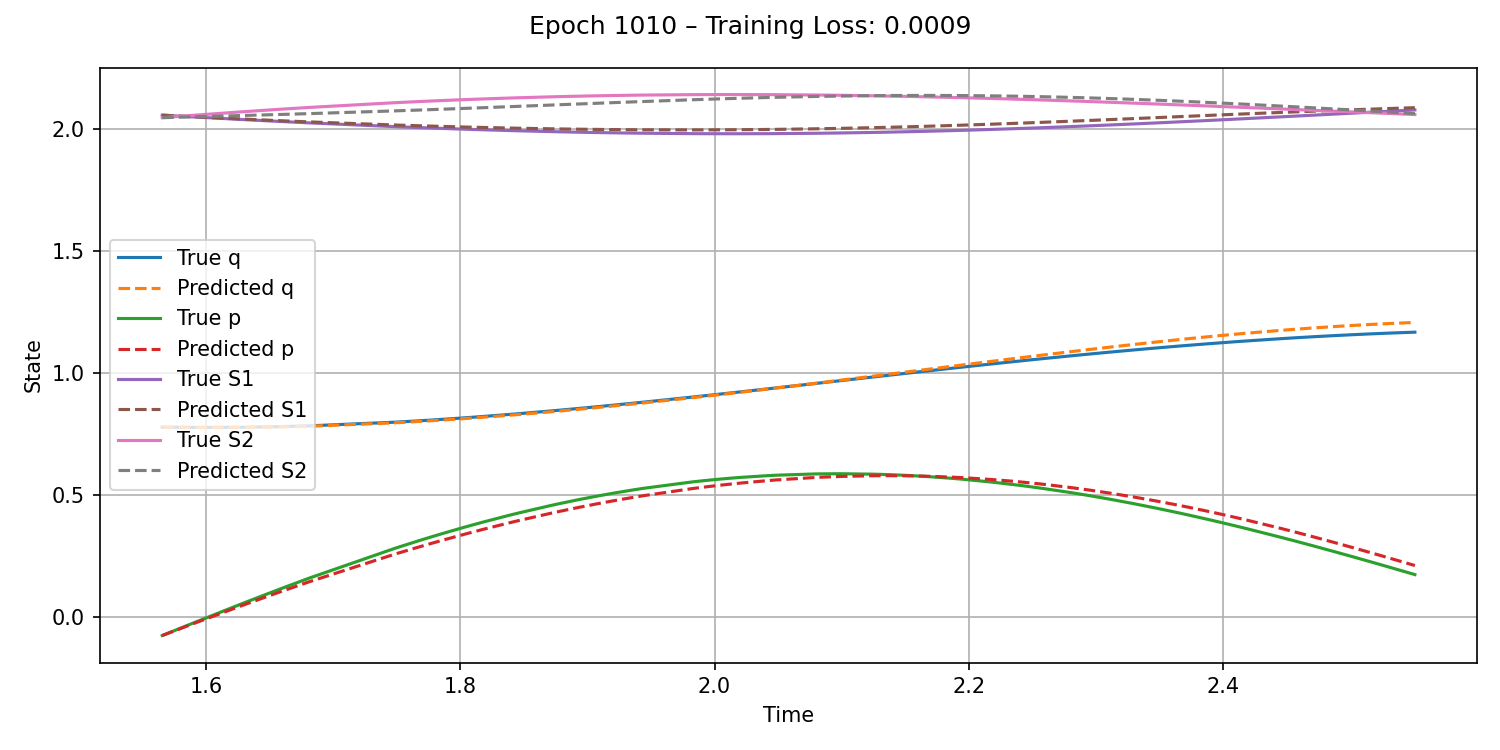 Epoch 1010 – Training Loss: 0.0009
State
2.0
1.5
1.0
0.5
0.0
True q
Predicted q
True p
Predicted p
True S1
Predicted S1
True S2
Predicted S2
1.6 1.8 2.0 2.2 2.4
Time